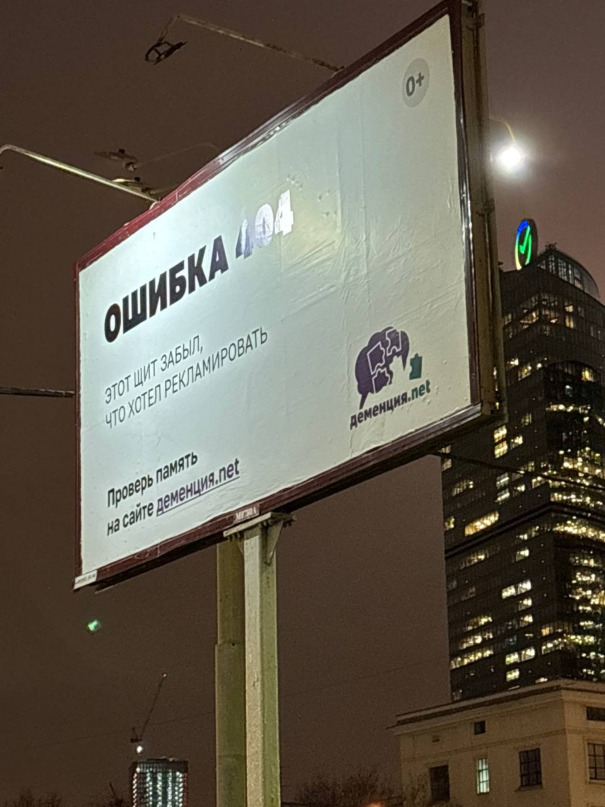 0+
ОШИБКА 404
ЭТОТ ЩИТ ЗАБЫЛ,
ЧТО ХОТЕЛ РЕКЛАМИРОВАТЬ
деменция.net
Проверь память
на сайте деменция.net